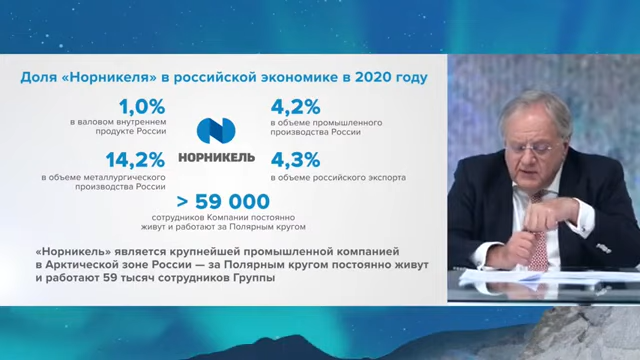 Доля «Норникеля» в российской экономике в 2020 году
1,0%
в валовом внутреннем
продукте России
4,2%
в объеме промышленного
производства России
НОРНИКЕЛЬ
14,2%
в объеме металлургического
производства России
4,3%
в объеме российского экспорта
> 59 000
сотрудников Компании постоянно
живут и работают за Полярным кругом
«Норникель» является крупнейшей промышленной компанией
в Арктической зоне России — за Полярным кругом постоянно живут
и работают 59 тысяч сотрудников Группы